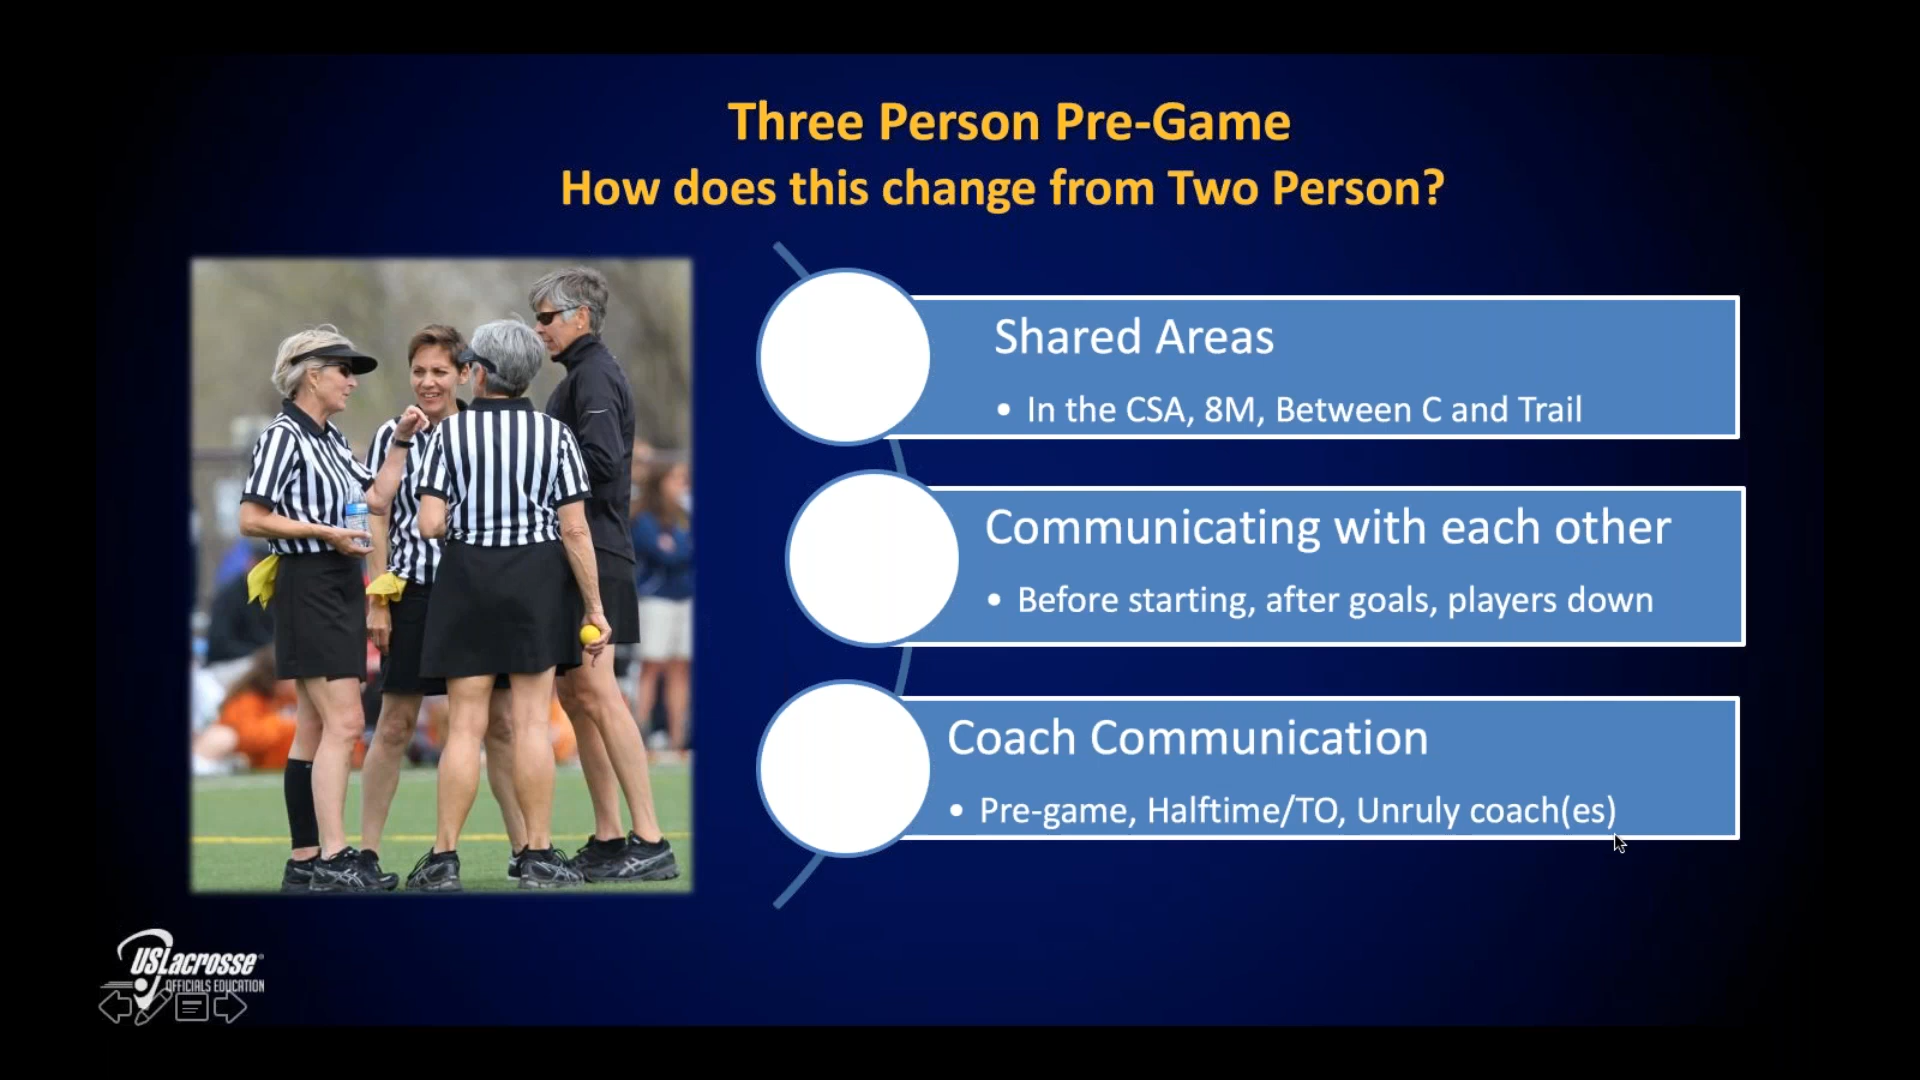 Three Person Pre-Game
How does this change from Two Person?
Shared Areas
• In the CSA, 8M, Between C and Trail
Communicating with each other
• Before starting, after goals, players down
Coach Communication
• Pre-game, Halftime/TO, Unruly coach(es)
USLacrosse®
OFFICIALS EDUCATION